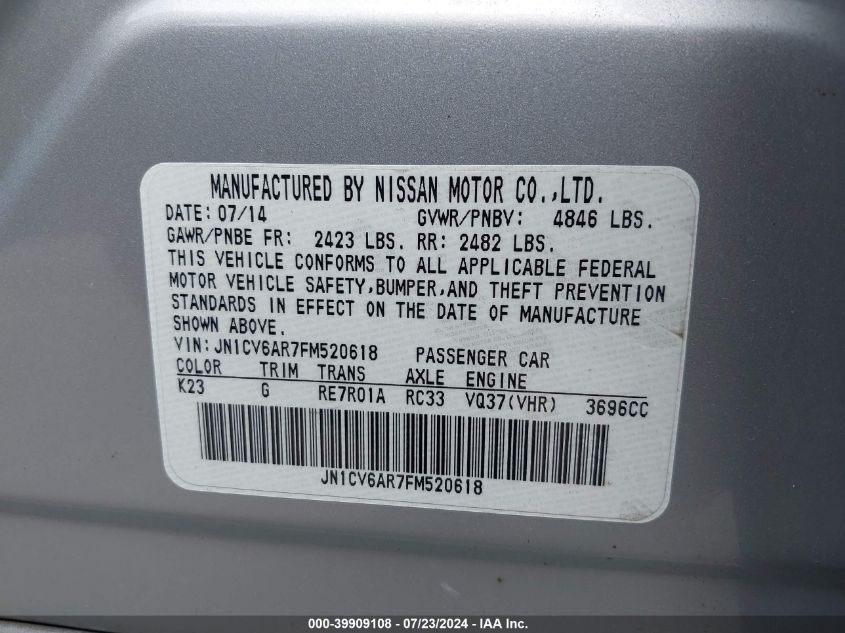 MANUFACTURED BY NISSAN MOTOR CO.,LTD.
DATE: 07/14 GVWR/PNBV: 4846 LBS.
GAWR/PNBE FR: 2423 LBS. RR: 2482 LBS.
THIS VEHICLE CONFORMS TO ALL APPLICABLE FEDERAL
MOTOR VEHICLE SAFETY,BUMPER,AND THEFT PREVENTION
STANDARDS IN EFFECT ON THE DATE OF MANUFACTURE
SHOWN ABOVE.
VIN:JN1CV6AR7FM520618 PASSENGER CAR
COLOR TRIM TRANS AXLE ENGINE
K23 G RE7R01A RC33 VQ37(VHR) 3696CC
JN1CV6AR7FM520618
000-39909108 - 07/23/2024 - © IAA, Inc.